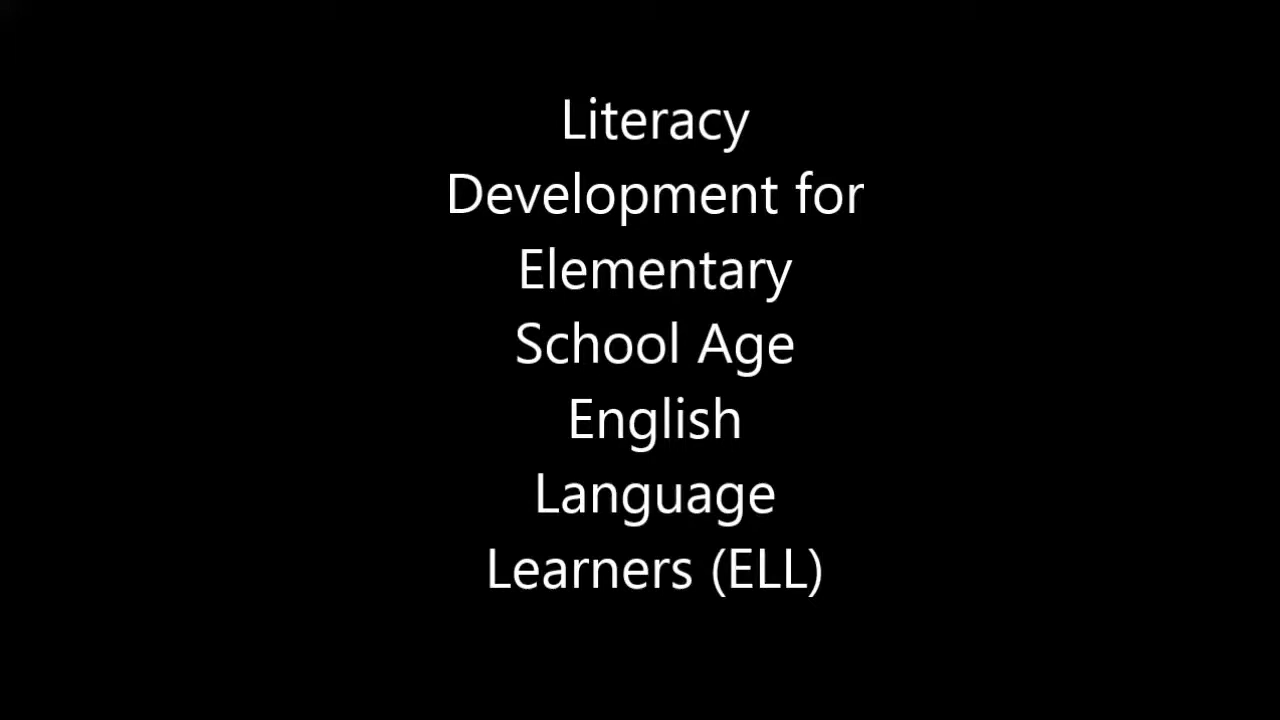 Literacy
Development for
Elementary
School Age
English
Language
Learners (ELL)